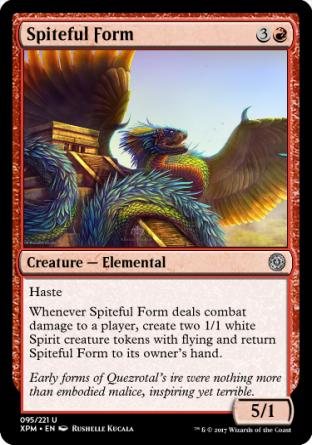 Spiteful Form 3
Creature — Elemental
Haste
Whenever Spiteful Form deals combat
damage to a player, create two 1/1 white
Spirit creature tokens with flying and return
Spiteful Form to its owner's hand.
Early forms of Quezrotal's ire were nothing more
than embodied malice, inspiring yet terrible.
5/1
095/221 U
XPM • EN Rushelle Kucala
™ & © 2017 Wizards of the Coast